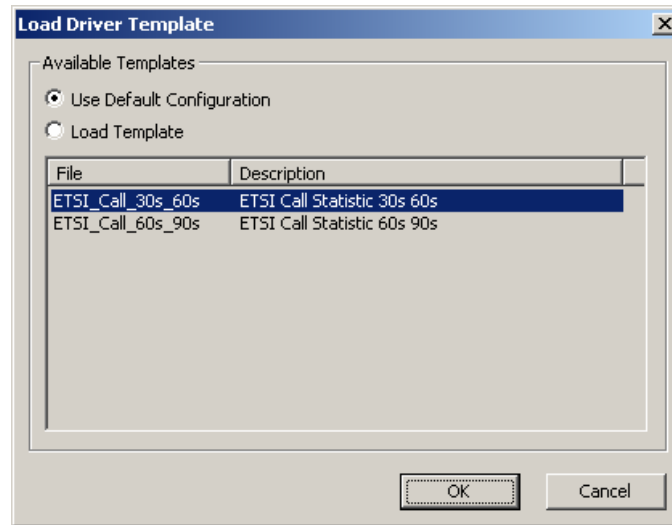 Load Driver Template
Available Templates
Use Default Configuration
Load Template
File Description
ETSI_Call_30s_60s ETSI Call Statistic 30s 60s
ETSI_Call_60s_90s ETSI Call Statistic 60s 90s
OK Cancel